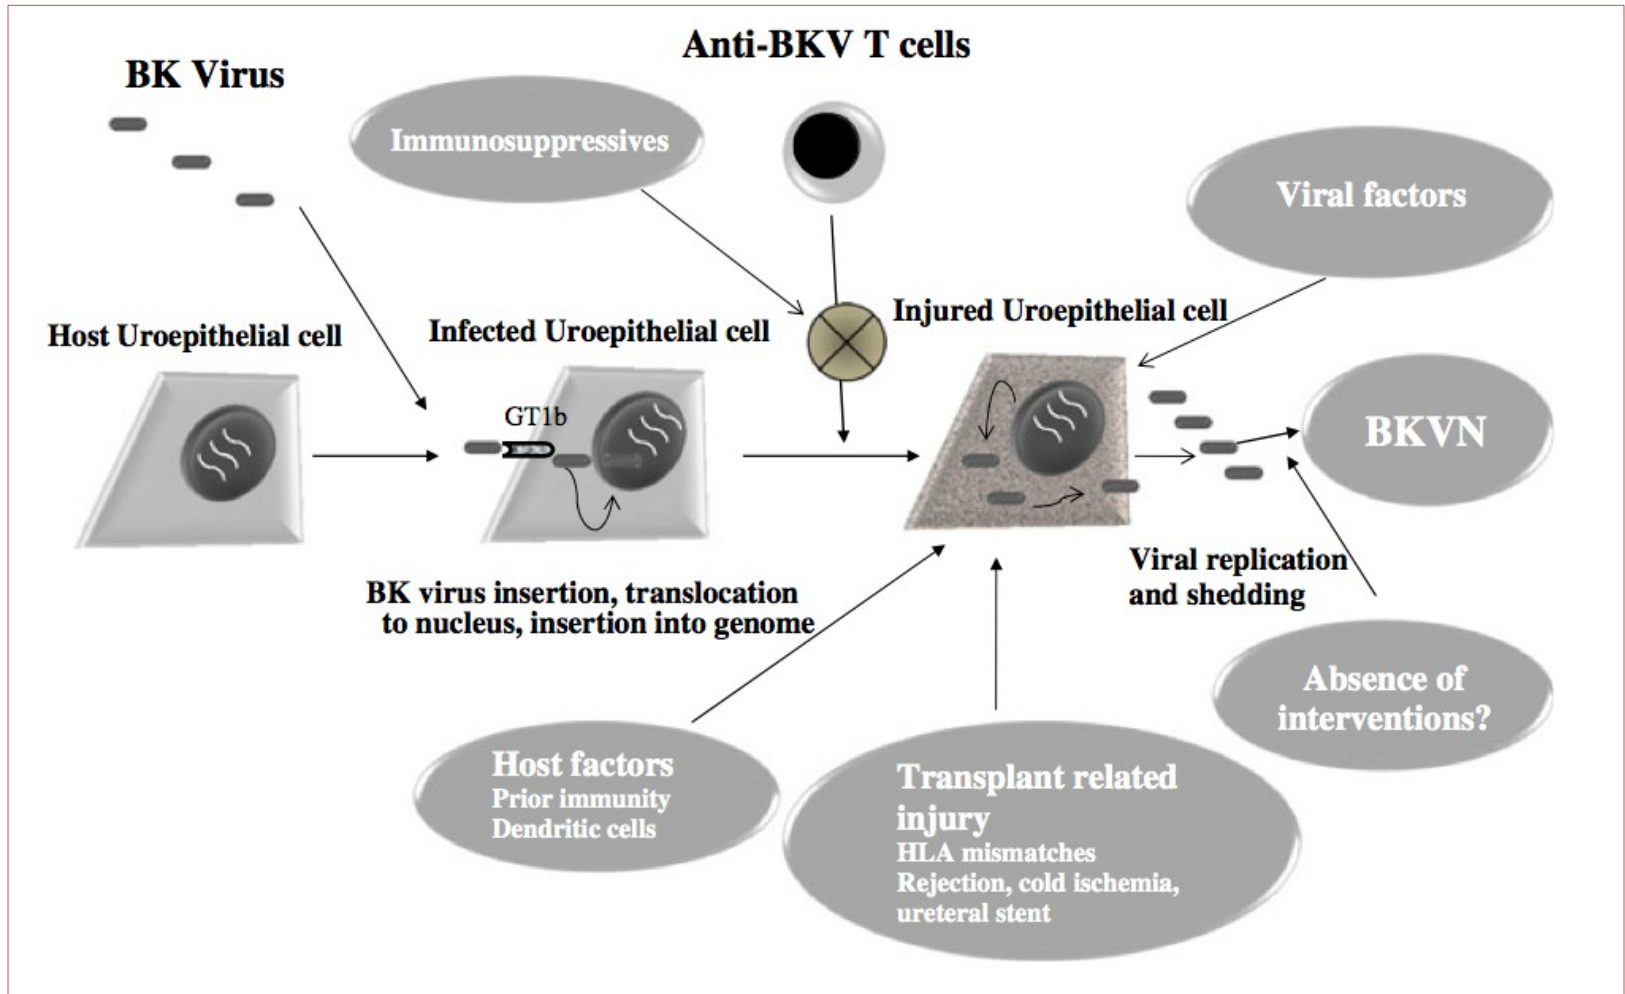 BK Virus
Anti-BKV T cells
Immunosuppressives
Viral factors
Host Uroepithelial cell
Infected Uroepithelial cell
Injured Uroepithelial cell
GT1b
BKVN
BK virus insertion, translocation
to nucleus, insertion into genome
Viral replication
and shedding
Absence of
interventions?
Host factors
Prior immunity
Dendritic cells
Transplant related
injury
HLA mismatches
Rejection, cold ischemia,
ureteral stent